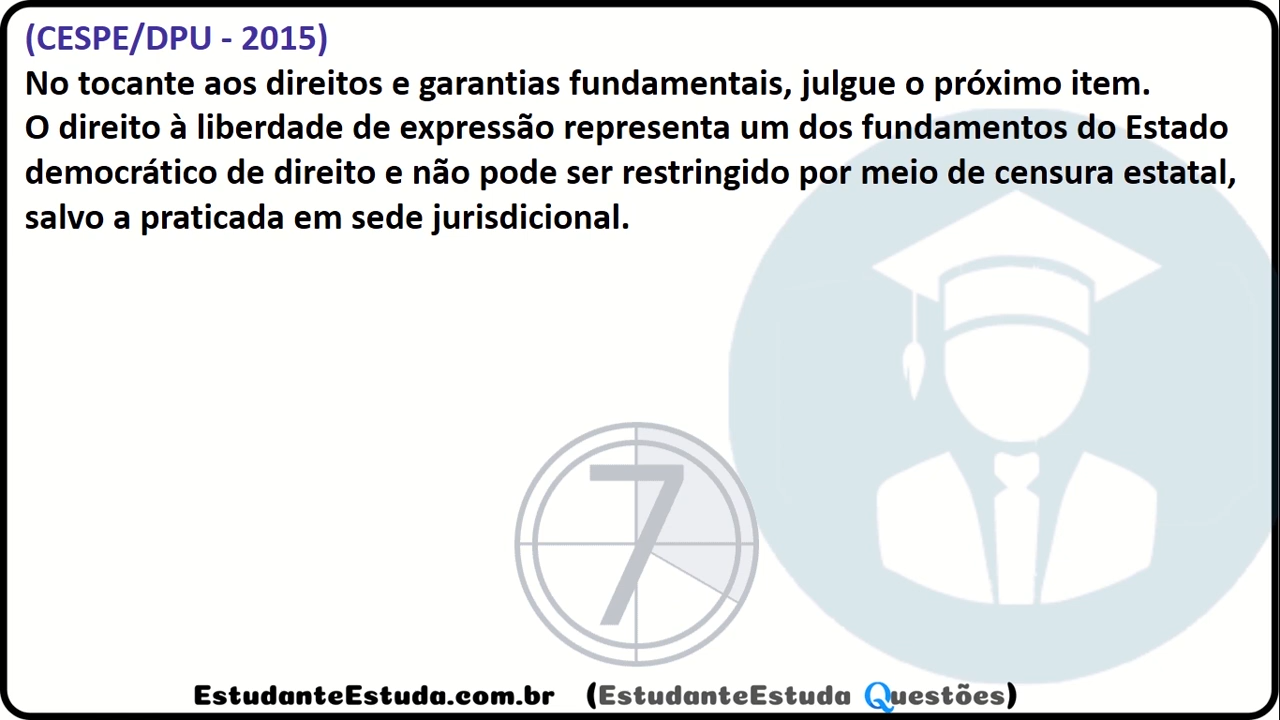 (CESPE/DPU - 2015)
No tocante aos direitos e garantias fundamentais, julgue o próximo item.
O direito à liberdade de expressão representa um dos fundamentos do Estado
democrático de direito e não pode ser restringido por meio de censura estatal,
salvo a praticada em sede jurisdicional.
7
EstudanteEstuda.com.br (EstudanteEstuda Questões)